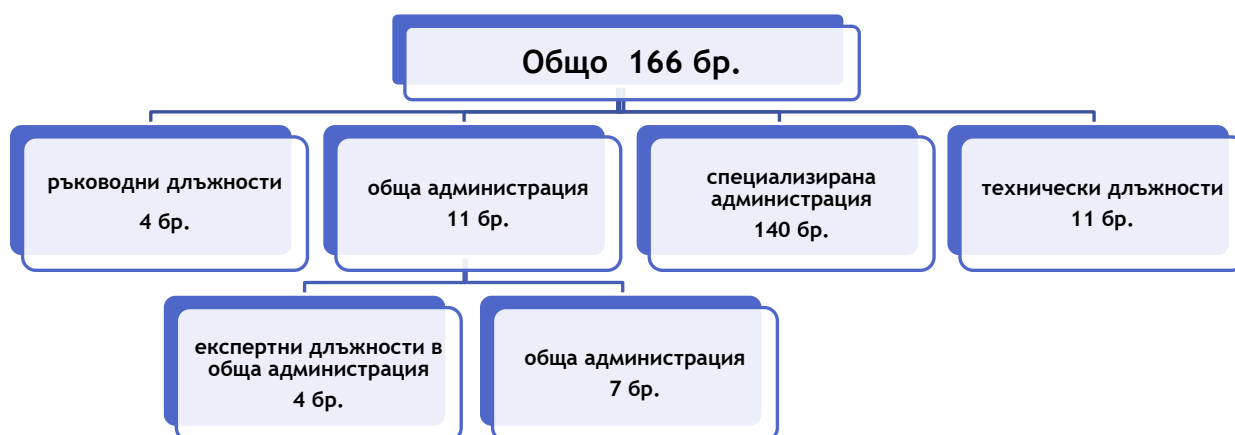 Общо 166 бр.
ръководни длъжности
4 бр.
обща администрация
11 бр.
специализирана
администрация
140 бр.
технически длъжности
11 бр.
експертни длъжности в
обща администрация
4 бр.
обща администрация
7 бр.